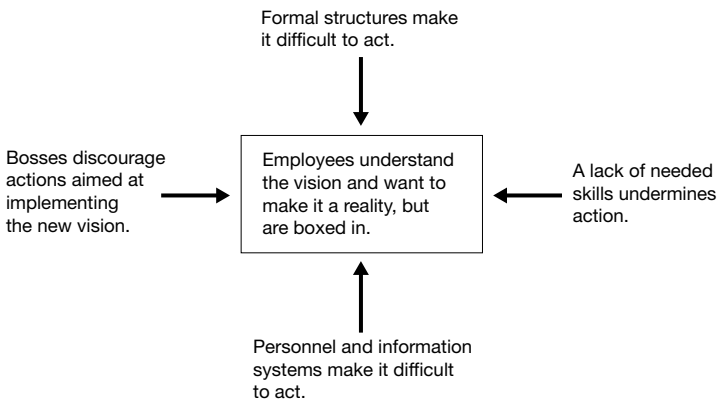 Formal structures make
it difficult to act.
Bosses discourage
actions aimed at
implementing
the new vision.
Employees understand
the vision and want to
make it a reality, but
are boxed in.
A lack of needed
skills undermines
action.
Personnel and information
systems make it difficult
to act.